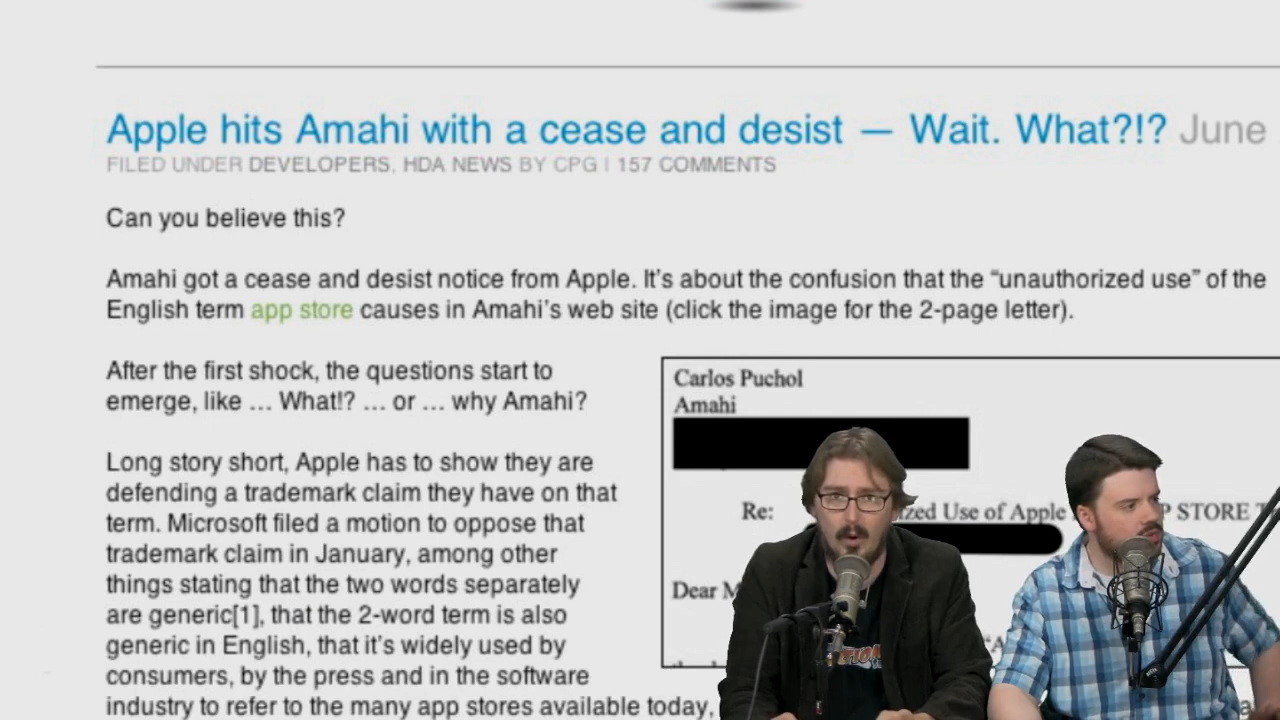 Apple hits Amahi with a cease and desist — Wait. What?!? June
FILED UNDER DEVELOPERS, HDA NEWS BY CPG | 157 COMMENTS
Can you believe this?
Amahi got a cease and desist notice from Apple. It’s about the confusion that the “unauthorized use” of the
English term app store causes in Amahi’s web site (click the image for the 2-page letter).
After the first shock, the questions start to
emerge, like … What!? … or … why Amahi?
Long story short, Apple has to show they are
defending a trademark claim they have on that
term. Microsoft filed a motion to oppose that
trademark claim in January, among other
things stating that the two words separately
are generic[1], that the 2-word term is also
generic in English, that it’s widely used by
consumers, by the press and in the software
industry to refer to the many app stores available today,
Carlos Puchol
Amahi
Re: ized Use of Apple P STORE T
Dear M